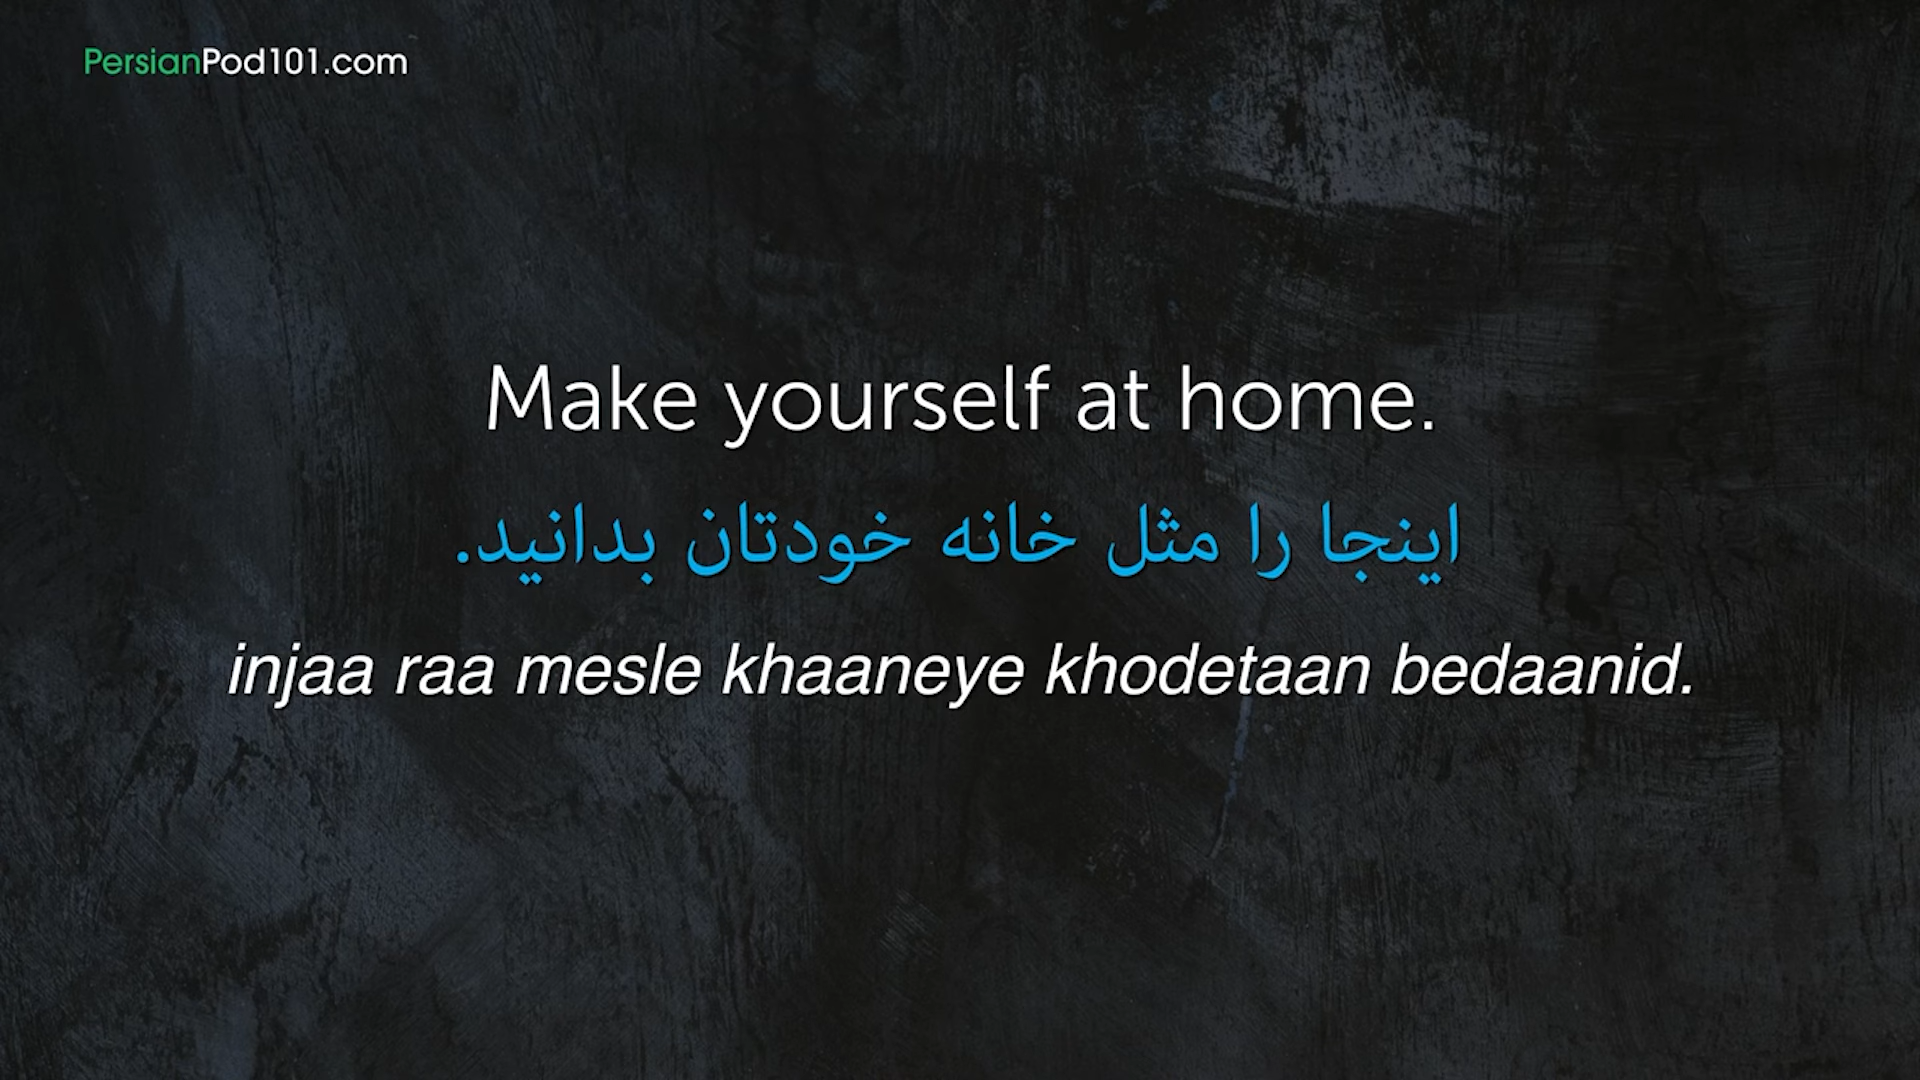 PersianPod101.com
Make yourself at home.
اینجا را مثل خانه خودتان بدانید.
injaa raa mesle khaaneye khodetaan bedaanid.